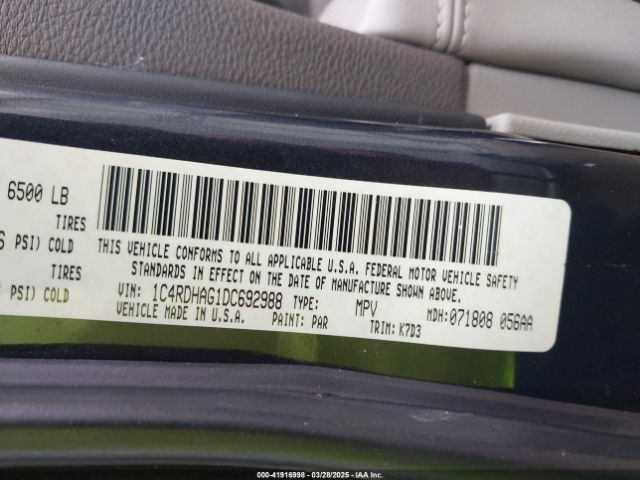 6500 LB
TIRES
PSI) COLD
TIRES
PSI) COLD
THIS VEHICLE CONFORMS TO ALL APPLICABLE U.S.A. FEDERAL MOTOR VEHICLE SAFETY
STANDARDS IN EFFECT ON THE DATE OF MANUFACTURE SHOWN ABOVE.
VIN: 1C4RDHAG1DC692988 TYPE: MPV MDH: 071808 056AA
VEHICLE MADE IN U.S.A. PAINT: PAR TRIM: K7D3
000-41916998 — 03/28/2025 — IAAI.COM